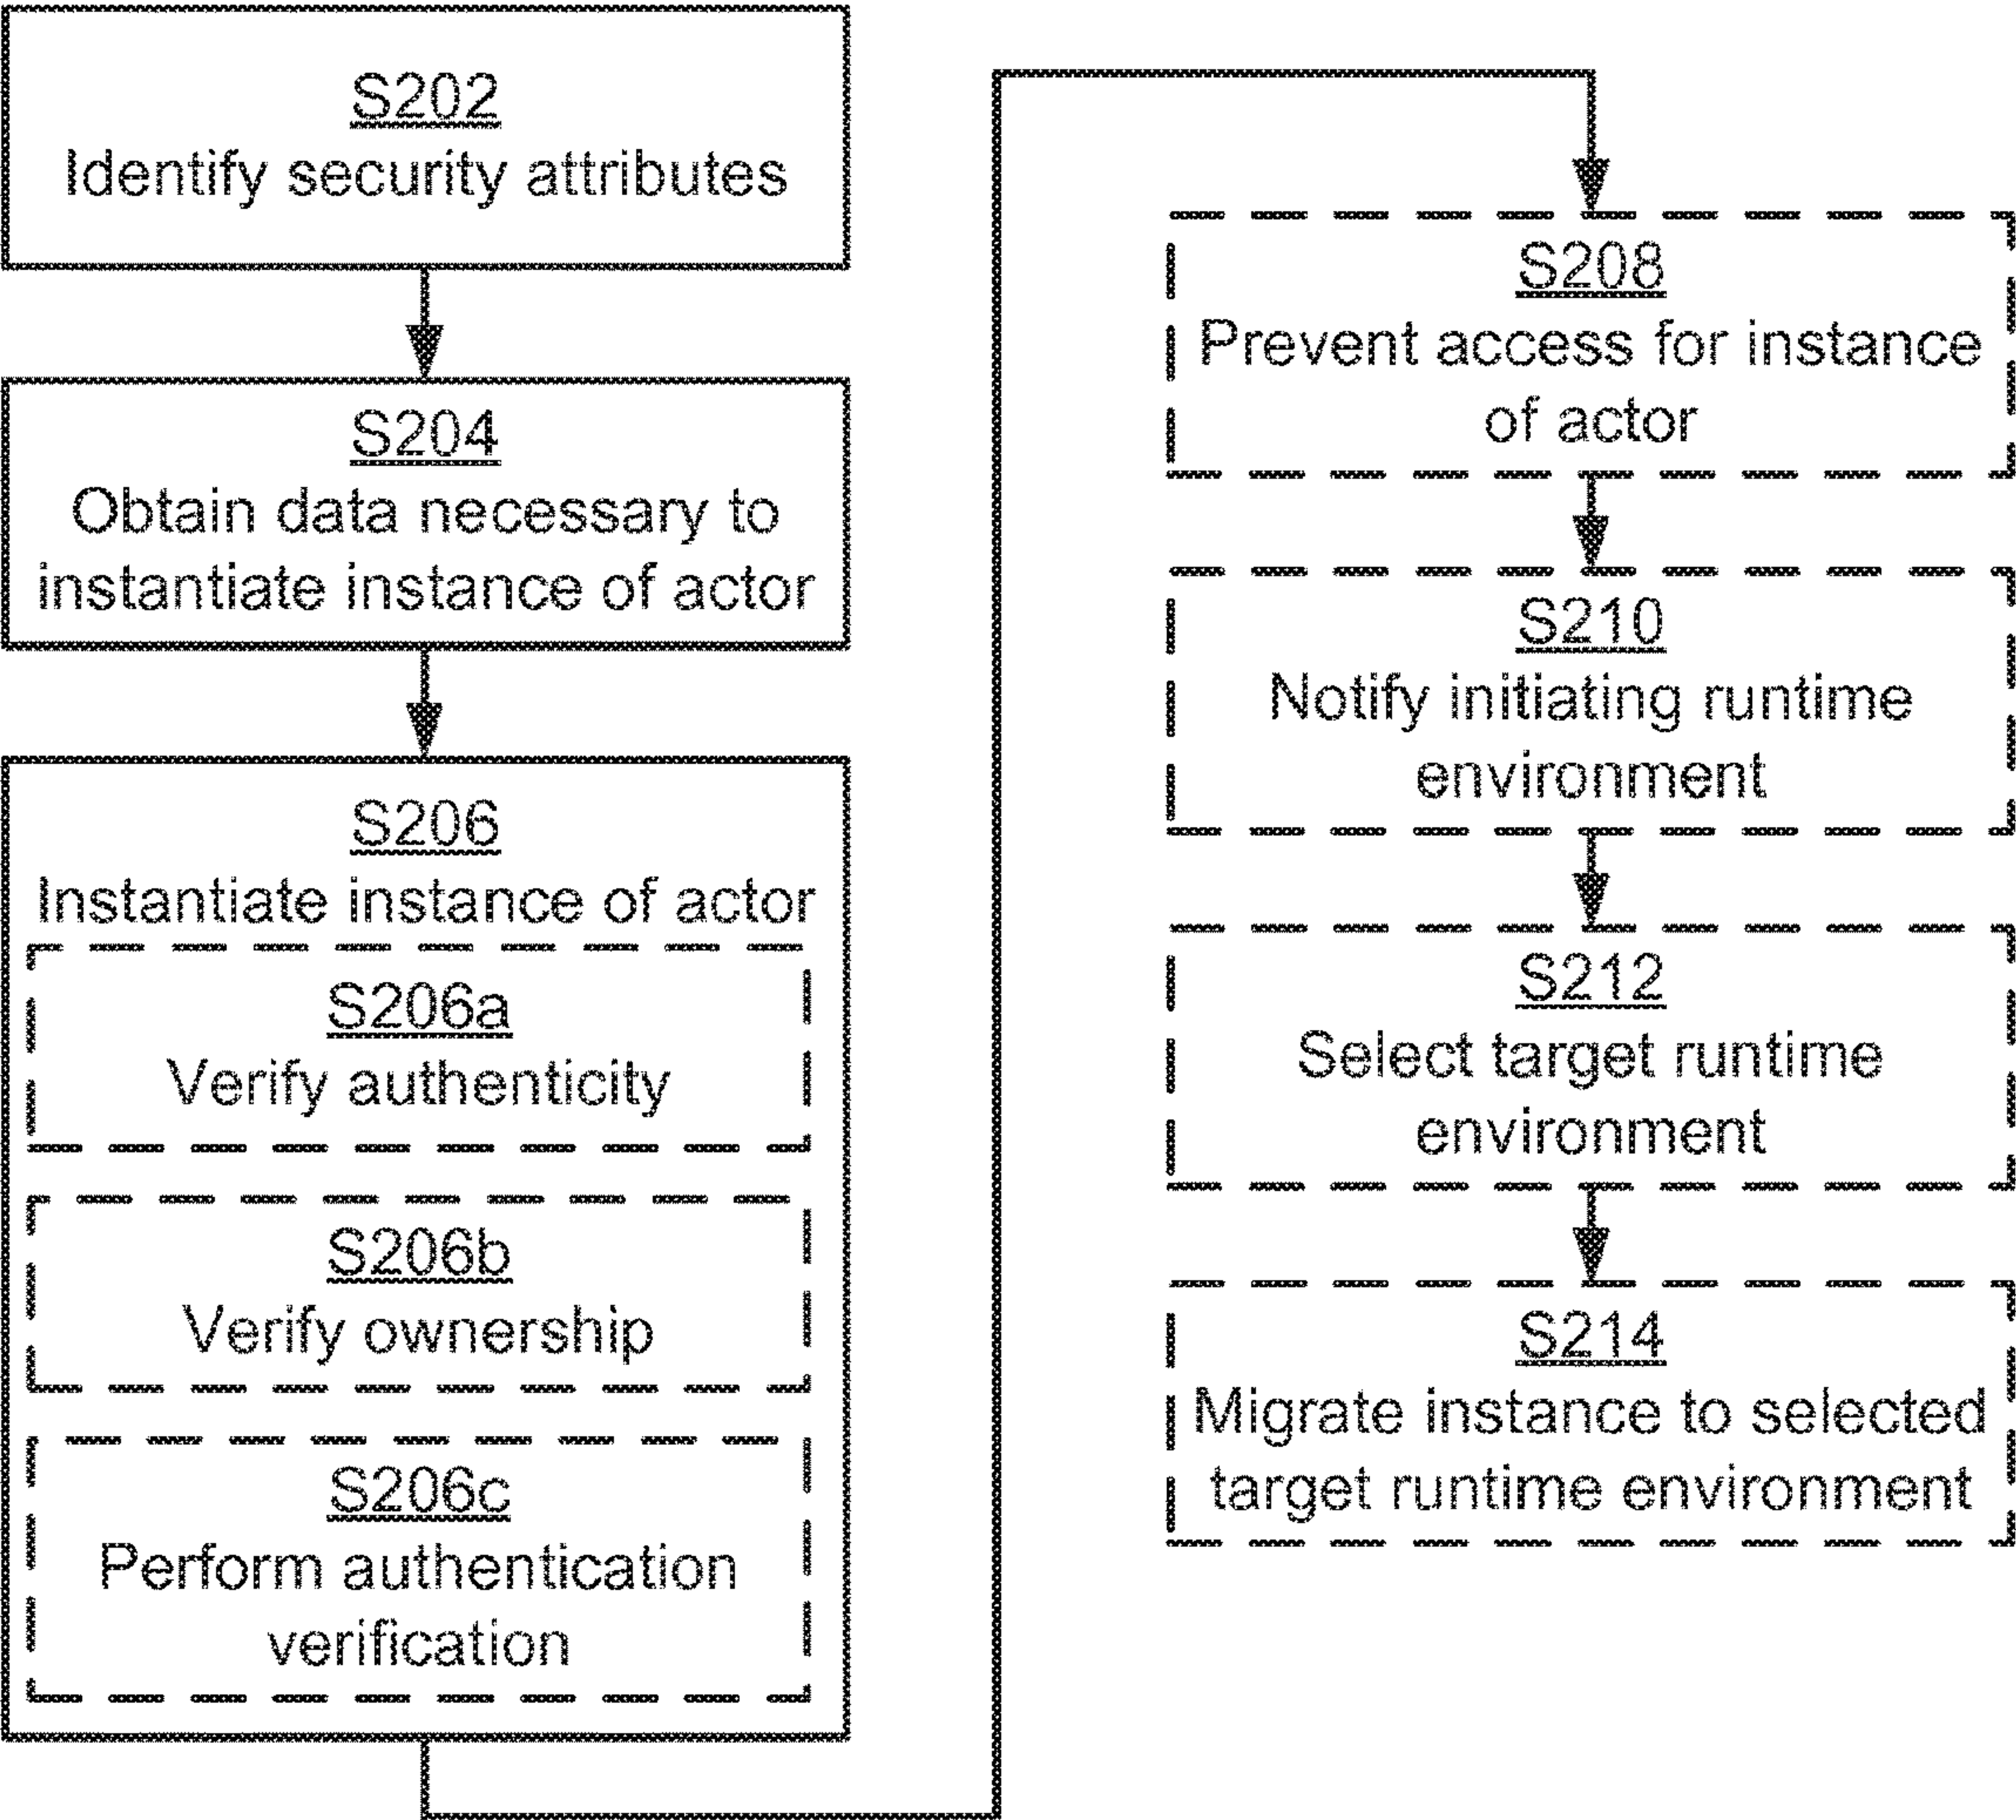 S202
Identify security attributes
S204
Obtain data necessary to
instantiate instance of actor
S206
Instantiate instance of actor
S206a
Verify authenticity
S206b
Verify ownership
S206c
Perform authentication
verification
S208
Prevent access for instance
of actor
S210
Notify initiating runtime
environment
S212
Select target runtime
environment
S214
Migrate instance to selected
target runtime environment